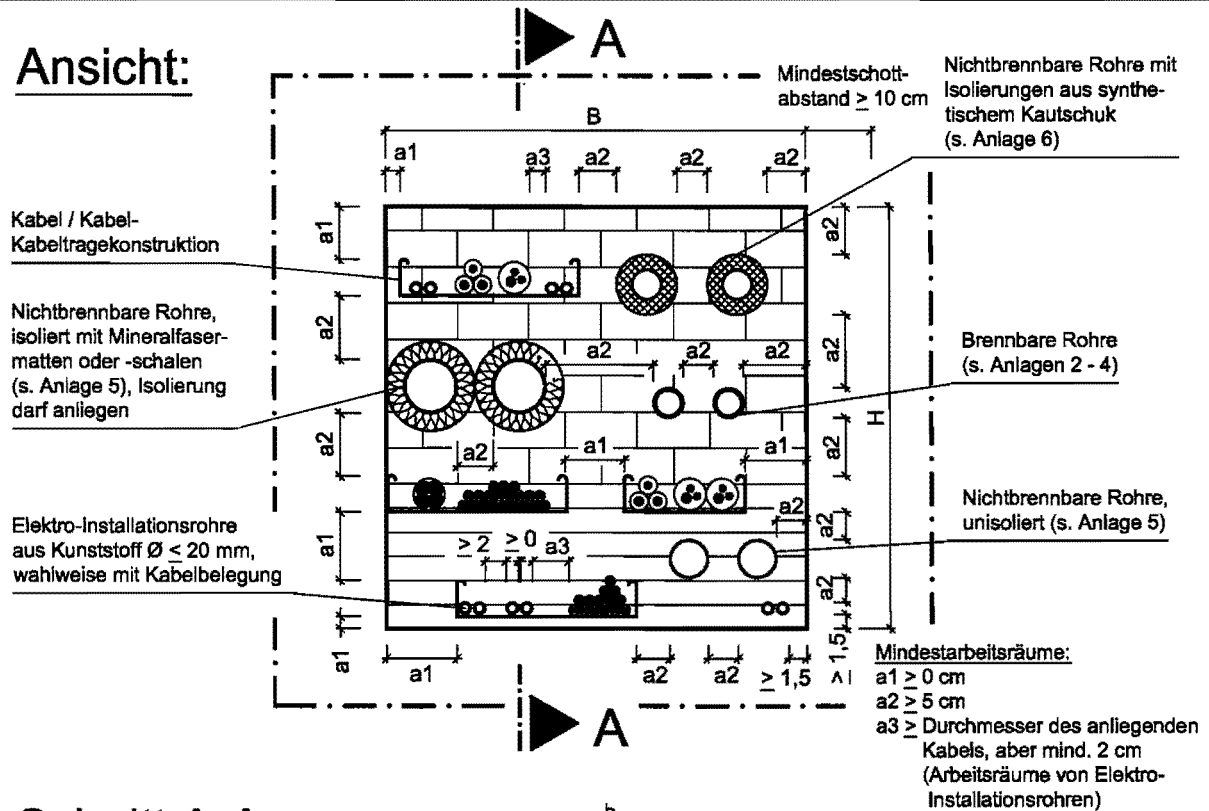 Ansicht:
A
Mindestschott-
abstand ≥ 10 cm
Nichtbrennbare Rohre mit
Isolierungen aus synthe-
tischem Kautschuk
(s. Anlage 6)
B
a1
a3
a2
a2
a2
Kabel / Kabel-
Kabeltragekonstruktion
a1
a2
Nichtbrennbare Rohre,
isoliert mit Mineralfaser-
matten oder -schalen
(s. Anlage 5), Isolierung
darf anliegen
a2
a2
a2
a2
a2
Brennbare Rohre
(s. Anlagen 2 - 4)
H
a2
a2
a1
a1
a2
a2
Nichtbrennbare Rohre,
unisoliert (s. Anlage 5)
a2
Elektro-Installationsrohre
aus Kunststoff Ø ≤ 20 mm,
wahlweise mit Kabelbelegung
a1
≥ 2
≥ 0
a3
a2
a1
a1
a2
a2
≥ 1,5
≥ 1,5
Mindestarbeitsräume:
a1 ≥ 0 cm
a2 ≥ 5 cm
a3 ≥ Durchmesser des anliegenden
Kabels, aber mind. 2 cm
(Arbeitsräume von Elektro-
Installationsrohren)
A